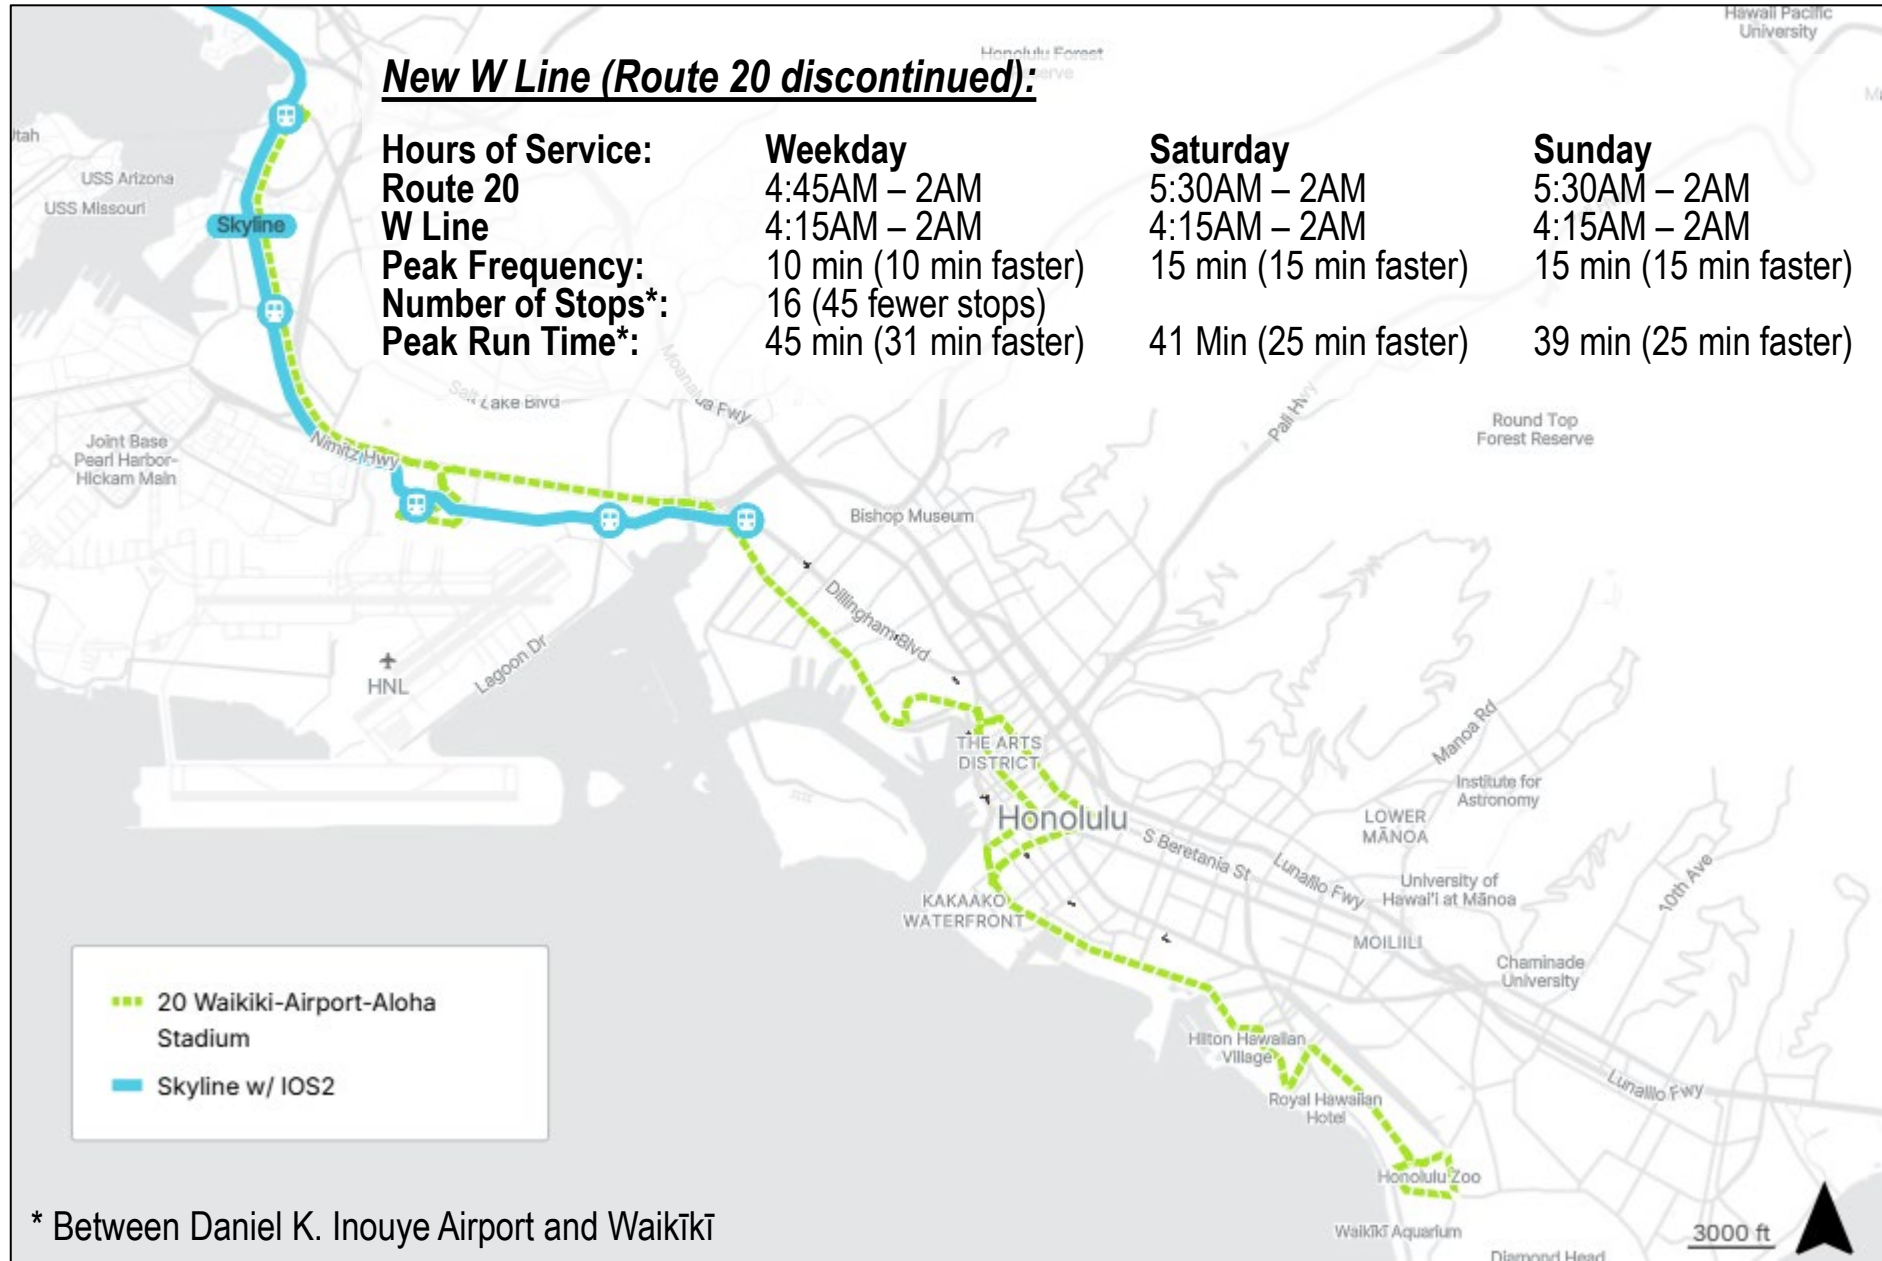 Hawaii Pacific
University
Honolulu Forest
New W Line (Route 20 discontinued):
Hours of Service: Weekday Saturday Sunday
Route 20 4:45AM – 2AM 5:30AM – 2AM 5:30AM – 2AM
W Line 4:15AM – 2AM 4:15AM – 2AM 4:15AM – 2AM
Peak Frequency: 10 min (10 min faster) 15 min (15 min faster) 15 min (15 min faster)
Number of Stops*: 16 (45 fewer stops)
Peak Run Time*: 45 min (31 min faster) 41 Min (25 min faster) 39 min (25 min faster)
USS Arizona
USS Missouri
Skyline
Salt Lake Blvd
Fwy
Pali Hwy
Round Top
Forest Reserve
Joint Base
Pearl Harbor-
Hickam Main
Nimitz Hwy
Bishop Museum
Dillingham Blvd
Lagoon Dr
HNL
THE ARTS
DISTRICT
Manoa Rd
Institute for
Astronomy
Honolulu
LOWER
MĀNOA
S Beretania St
Lunalilo Fwy
University of
Hawai'i at Mānoa
10th Ave
KAKAAKO
WATERFRONT
MOILIILI
Chaminade
University
20 Waikiki-Airport-Aloha
Stadium
Skyline w/ IOS2
Hilton Hawaiian
Village
Royal Hawaiian
Hotel
Lunalilo Fwy
Honolulu Zoo
Waikīkī Aquarium
Diamond Head
3000 ft
* Between Daniel K. Inouye Airport and Waikīkī